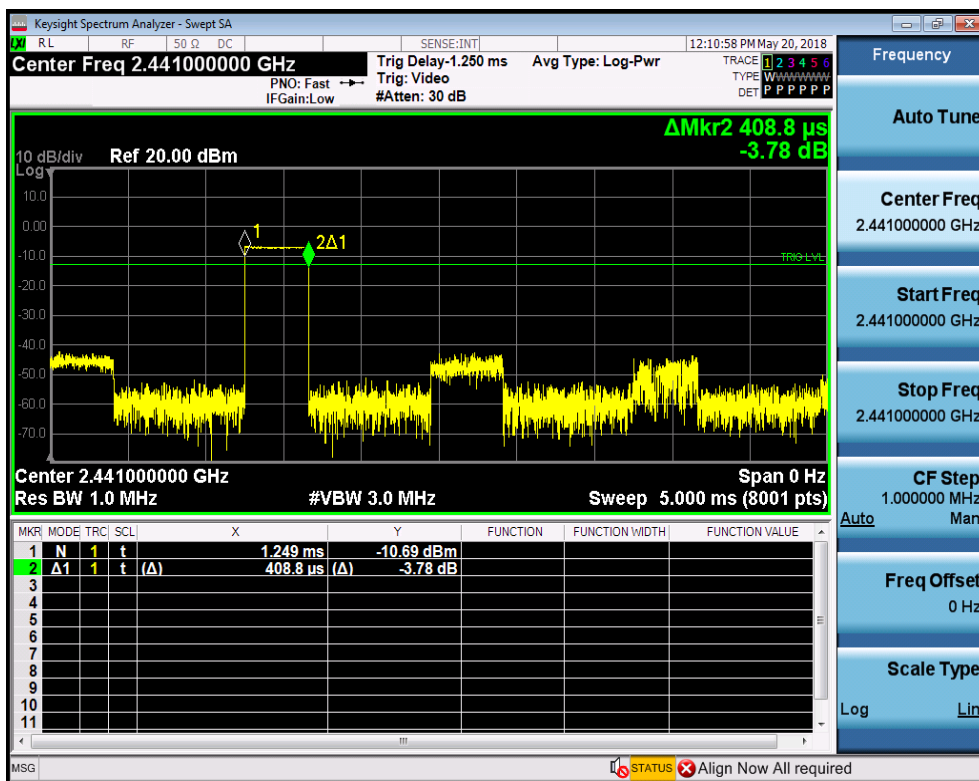 Keysight Spectrum Analyzer - Swept SA
LXI RL RF 50 Ω DC SENSE:INT 12:10:58 PM May 20, 2018
Center Freq 2.441000000 GHz
PNO: Fast
IFGain:Low
Trig Delay-1.250 ms
Trig: Video
#Atten: 30 dB
Avg Type: Log-Pwr
TRACE 1 2 3 4 5 6
TYPE WWWWWWW
DET P P P P P P
ΔMkr2 408.8 µs
-3.78 dB
10 dB/div Ref 20.00 dBm
Log
10.0
0.00
-10.0
-20.0
-30.0
-40.0
-50.0
-60.0
-70.0
1
2Δ1
TRIG LVL
Center 2.441000000 GHz Span 0 Hz
Res BW 1.0 MHz #VBW 3.0 MHz Sweep 5.000 ms (8001 pts)
MKR MODE TRC SCL X Y FUNCTION FUNCTION WIDTH FUNCTION VALUE
1 N 1 t 1.249 ms -10.69 dBm
2 Δ1 1 t (Δ) 408.8 µs (Δ) -3.78 dB
3
4
5
6
7
8
9
10
11
MSG STATUS Align Now All required
Frequency
Auto Tune
Center Freq
2.441000000 GHz
Start Freq
2.441000000 GHz
Stop Freq
2.441000000 GHz
CF Step
1.000000 MHz
Auto Man
Freq Offset
0 Hz
Scale Type
Log Lin